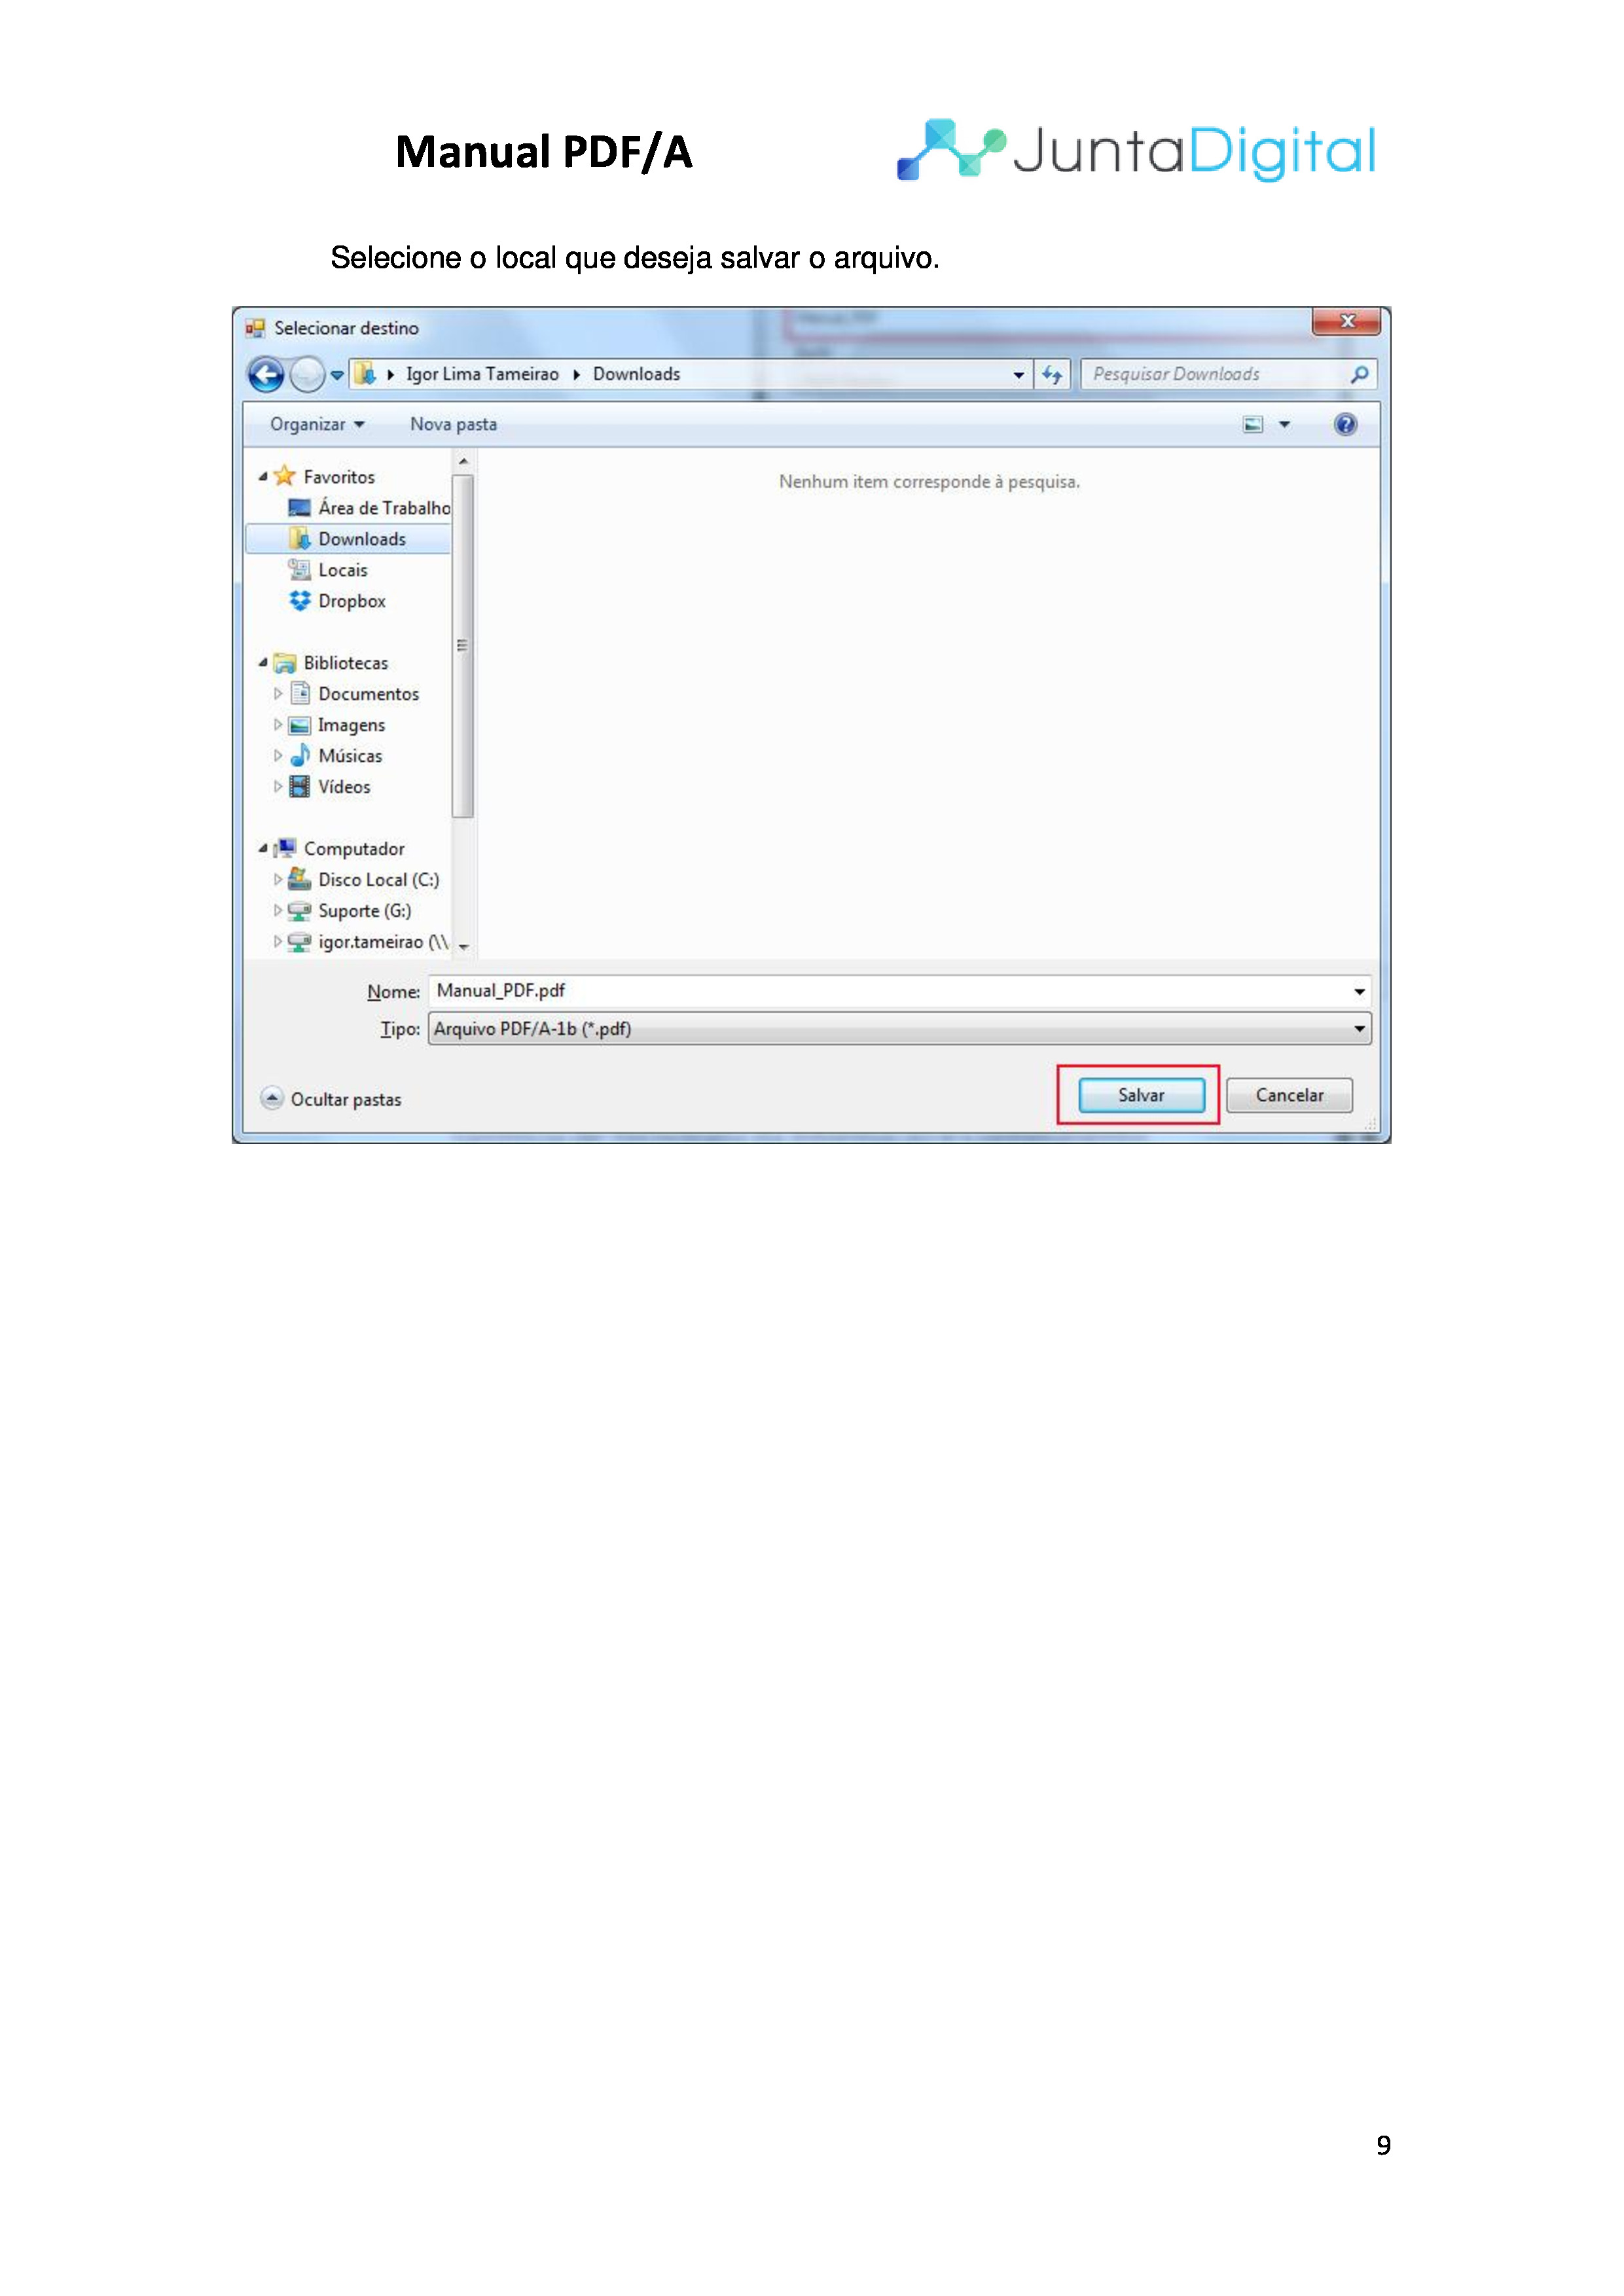 Manual PDF/A
JuntaDigital
Selecione o local que deseja salvar o arquivo.
Selecionar destino
Igor Lima Tameirao
Downloads
Pesquisar Downloads
Organizar
Nova pasta
Favoritos
Área de Trabalho
Downloads
Locais
Dropbox
Bibliotecas
Documentos
Imagens
Músicas
Vídeos
Computador
Disco Local (C:)
Suporte (G:)
igor.tameirao (\\
Nenhum item corresponde à pesquisa.
Nome: Manual_PDF.pdf
Tipo: Arquivo PDF/A-1b (*.pdf)
Ocultar pastas
Salvar
Cancelar
9